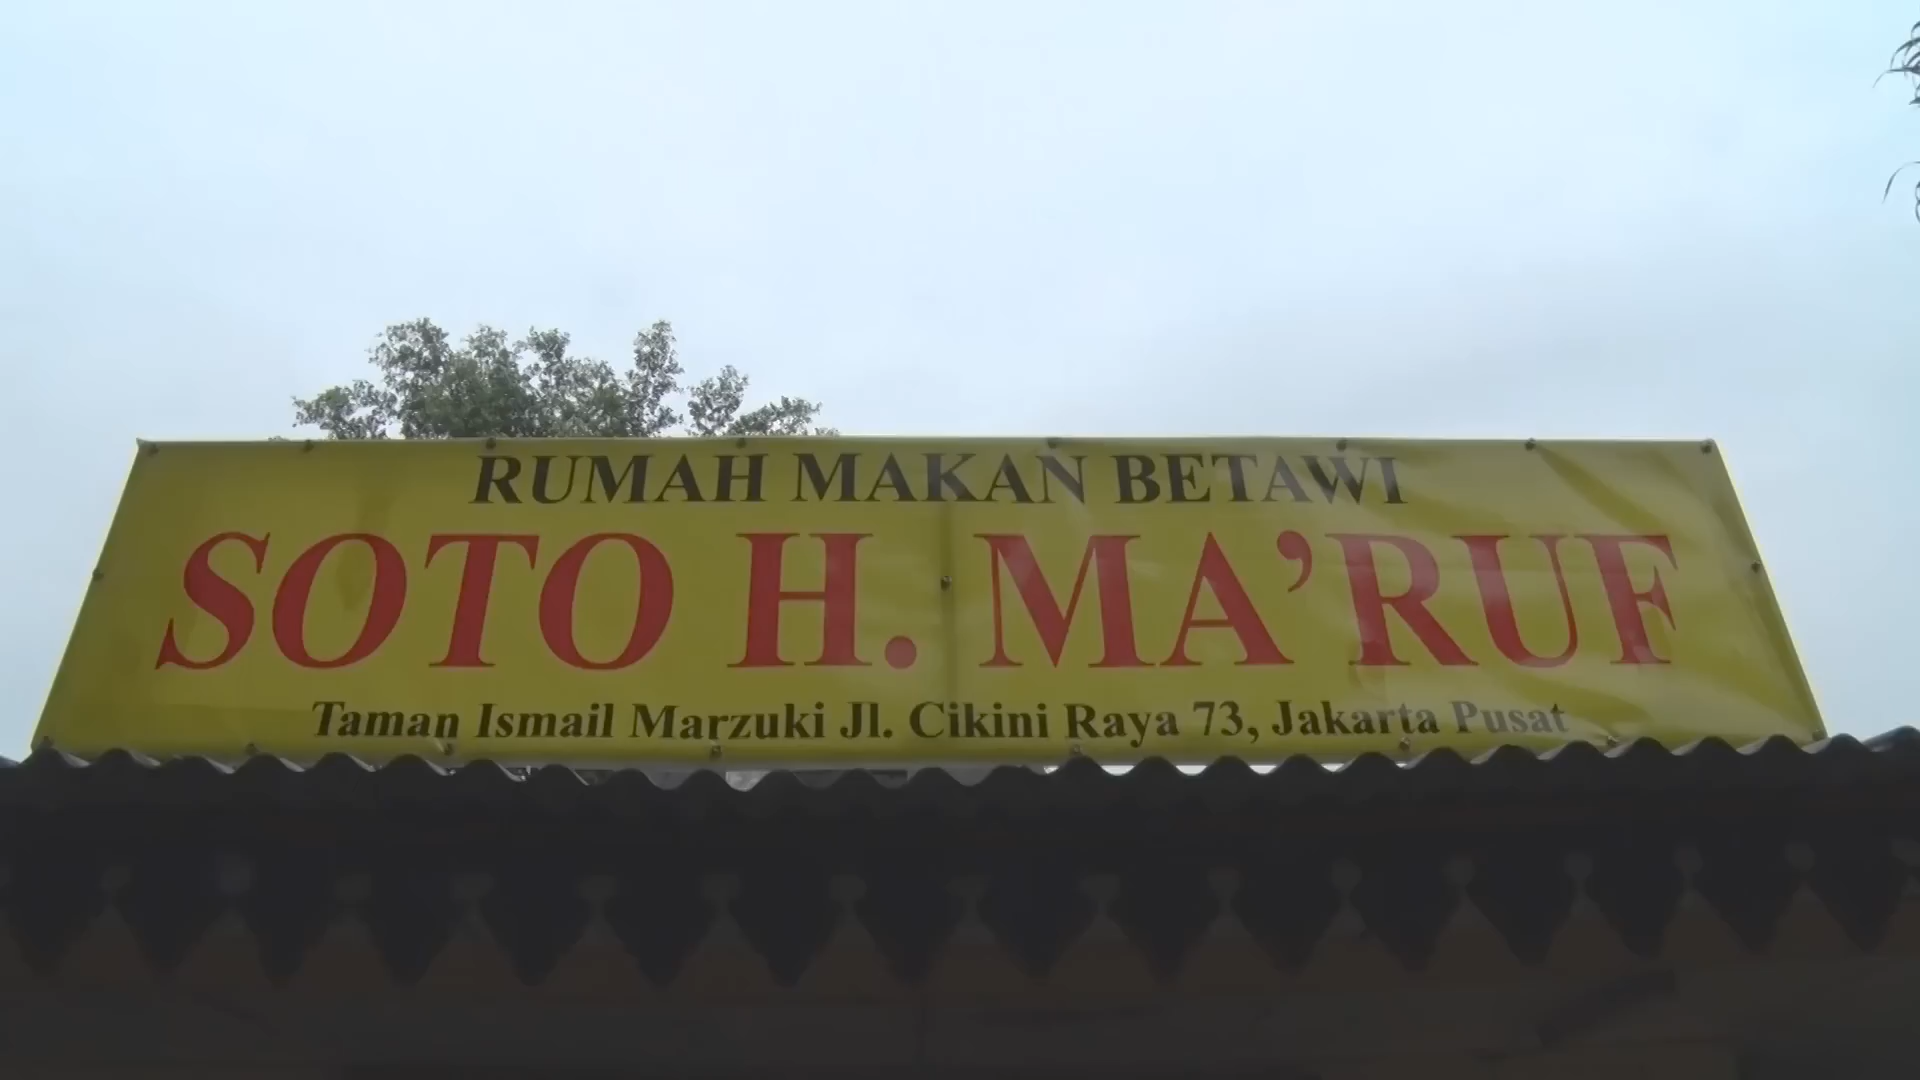 RUMAH MAKAN BETAWI
SOTO H. MA'RUF
Taman Ismail Marzuki Jl. Cikini Raya 73, Jakarta Pusat